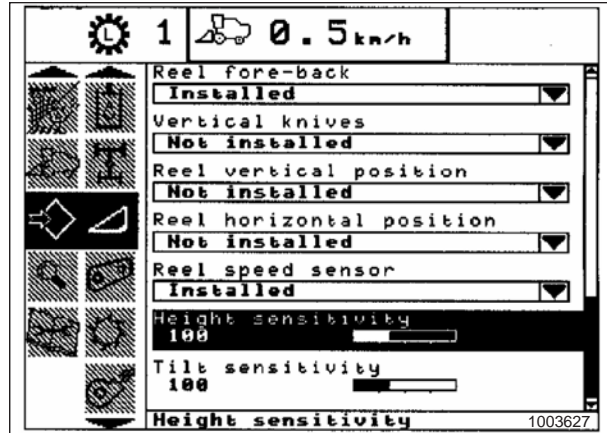 L 1 0.5km/h
Reel fore-back
Installed
Vertical knives
Not installed
Reel vertical position
Not installed
Reel horizontal position
Not installed
Reel speed sensor
Installed
Height sensitivity
100
Tilt sensitivity
100
Height sensitivity
1003627